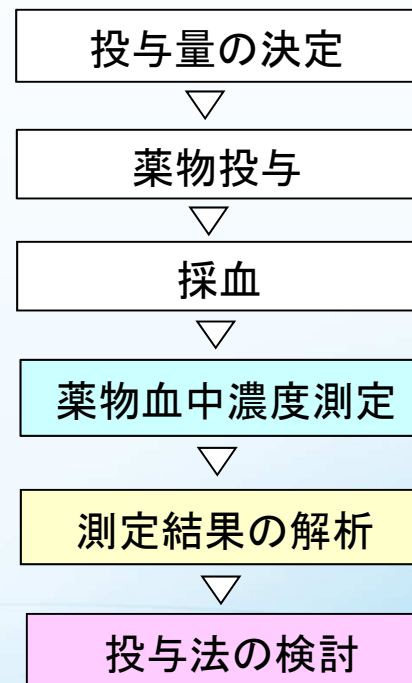 投与量の決定
薬物投与
採血
薬物血中濃度測定
測定結果の解析
投与法の検討